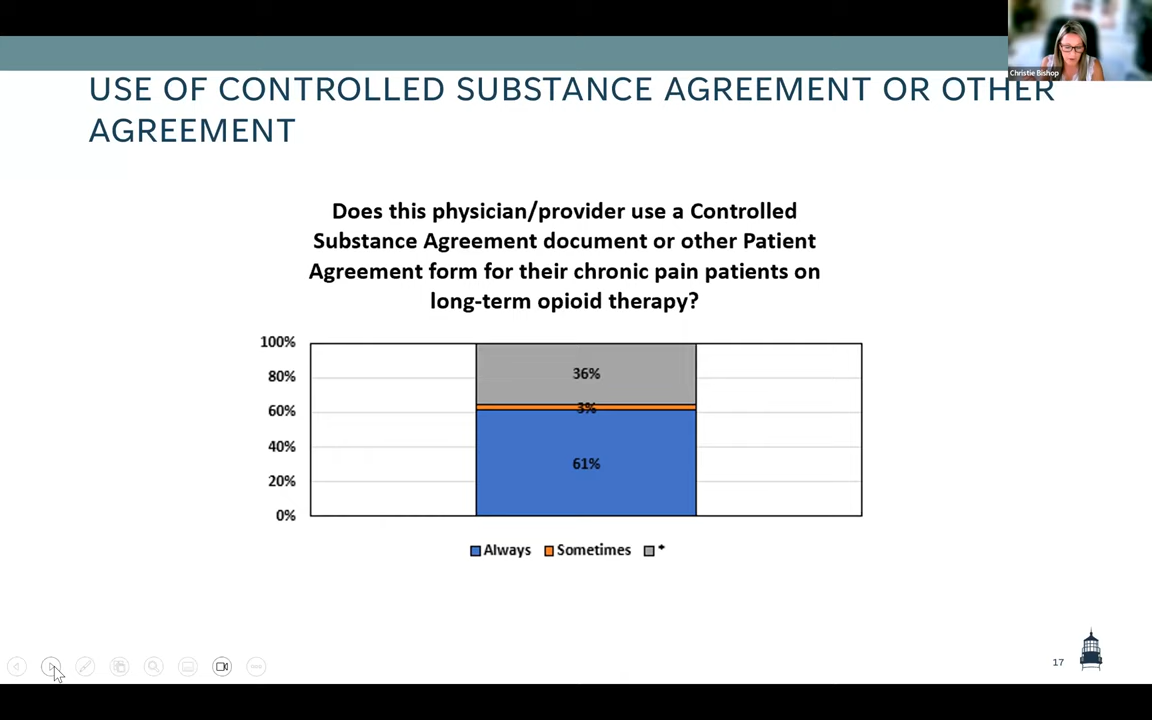 Christie Bishop
USE OF CONTROLLED SUBSTANCE AGREEMENT OR OTHER
AGREEMENT
Does this physician/provider use a Controlled
Substance Agreement document or other Patient
Agreement form for their chronic pain patients on
long-term opioid therapy?
100%
80%
60%
40%
20%
0%
36%
3%
61%
Always
Sometimes
*
17